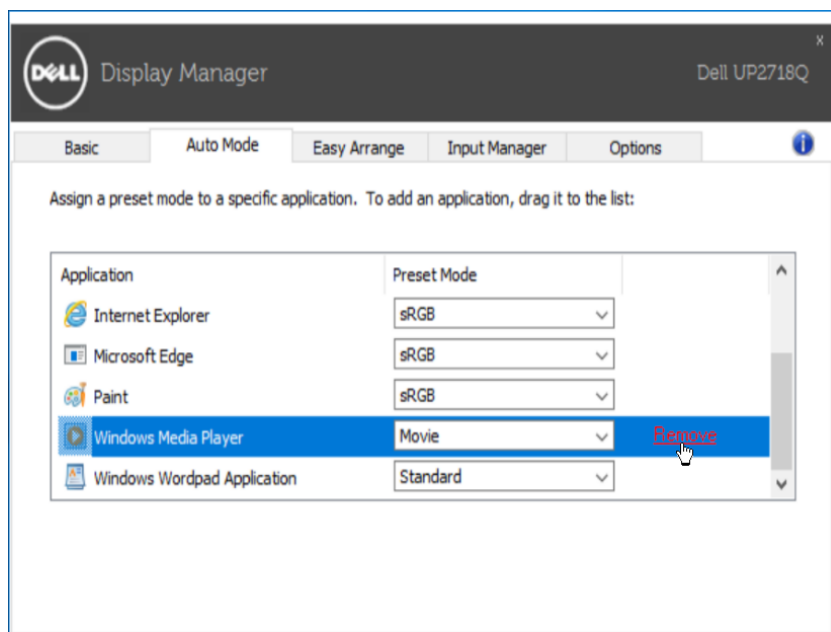 x
DELL Display Manager Dell UP2718Q
Basic Auto Mode Easy Arrange Input Manager Options i
Assign a preset mode to a specific application. To add an application, drag it to the list:
Application Preset Mode
Internet Explorer sRGB
Microsoft Edge sRGB
Paint sRGB
Windows Media Player Movie Remove
Windows Wordpad Application Standard